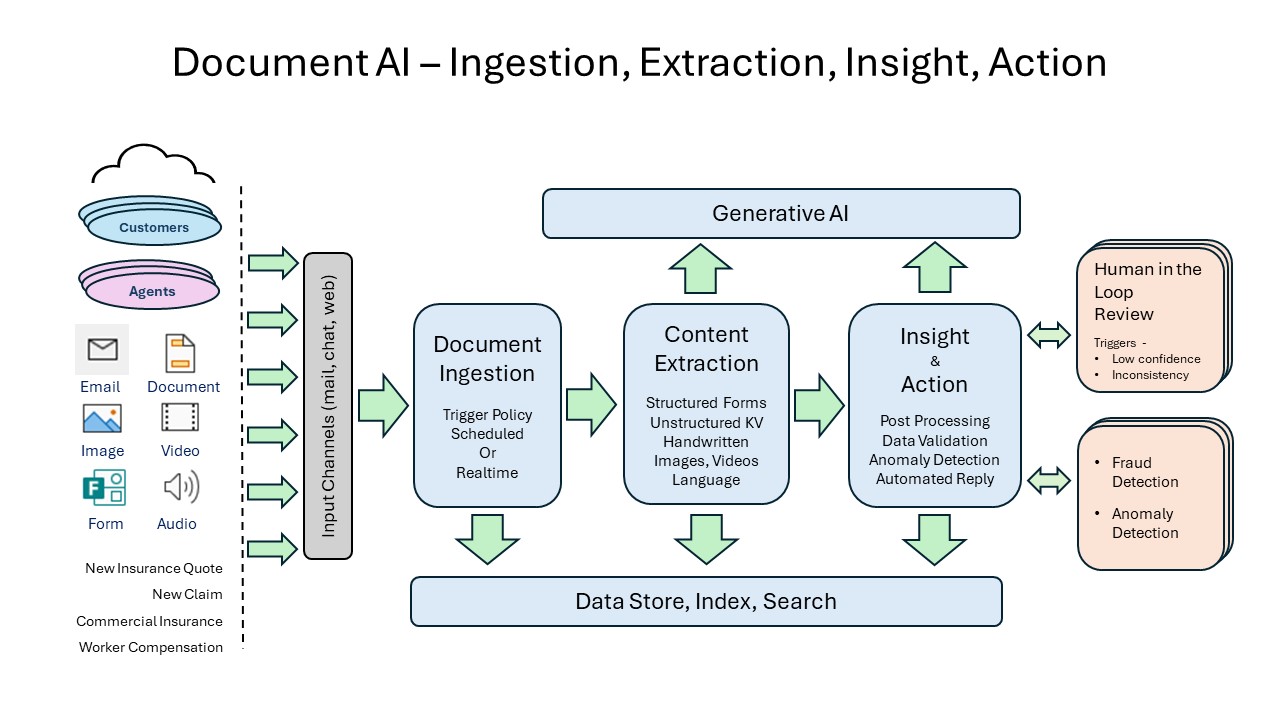 Document AI – Ingestion, Extraction, Insight, Action
Customers
Agents
Email
Document
Image
Video
Form
Audio
New Insurance Quote
New Claim
Commercial Insurance
Worker Compensation
Input Channels (mail, chat, web)
Document
Ingestion
Trigger Policy
Scheduled
Or
Realtime
Generative AI
Content
Extraction
Structured Forms
Unstructured KV
Handwritten
Images, Videos
Language
Insight
&
Action
Post Processing
Data Validation
Anomaly Detection
Automated Reply
Data Store, Index, Search
Human in the
Loop
Review
Triggers -
• Low confidence
• Inconsistency
• Fraud
Detection
• Anomaly
Detection